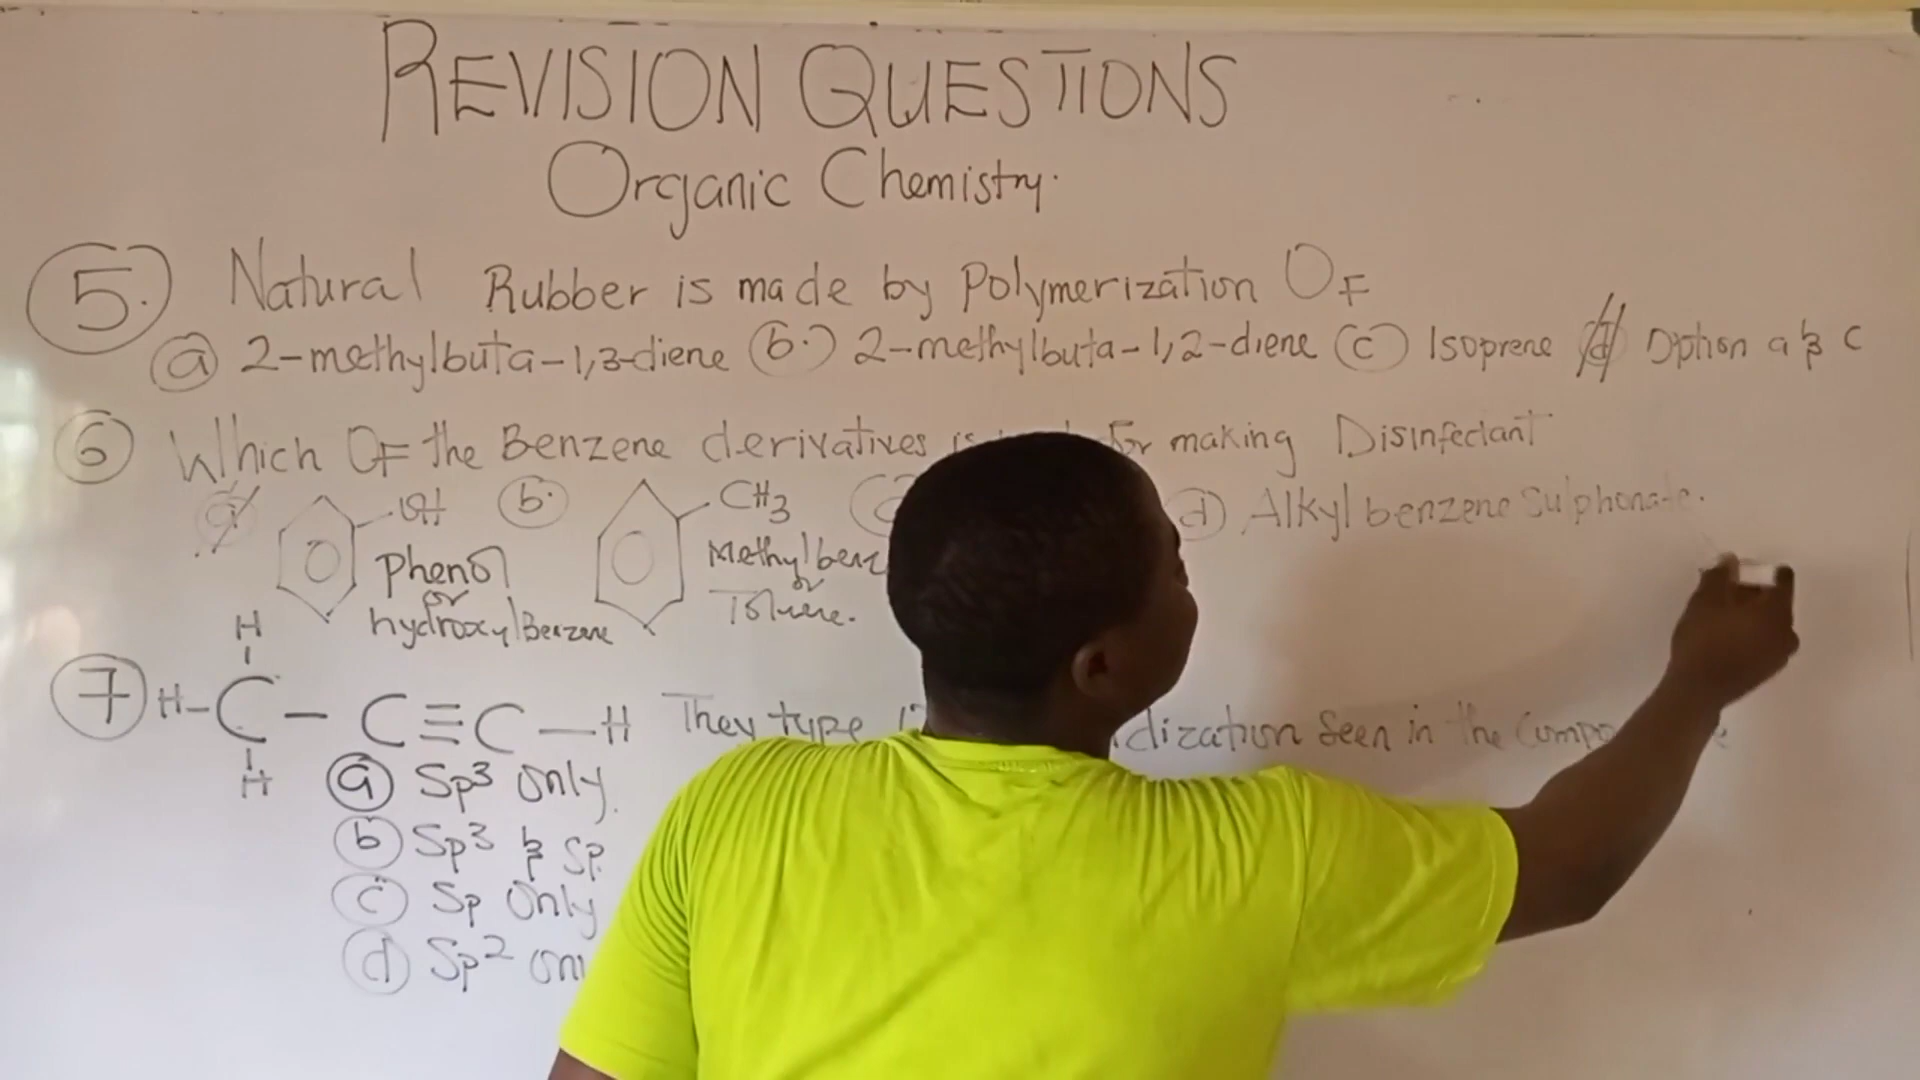 REVISION QUESTIONS
Organic Chemistry.
5. Natural Rubber is made by Polymerization OF
a 2-methylbuta-1,3-diene b. 2-methylbuta-1,2-diene c Isoprene d Option a & c
6 Which OF the Benzene derivatives is for making Disinfectant
a OH b. CH3 c d Alkyl benzene Sulphonate.
Phenol
or
hydroxylBenzene
Methylbenz
or
Toluene.
7 H-C-C≡C-H They type dization Seen in the
H
H
a Sp3 only.
b Sp3 & Sp.
c Sp Only
d Sp2 onl